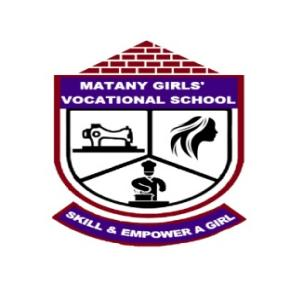 MATANY GIRLS'
VOCATIONAL SCHOOL
SKILL & EMPOWER A GIRL